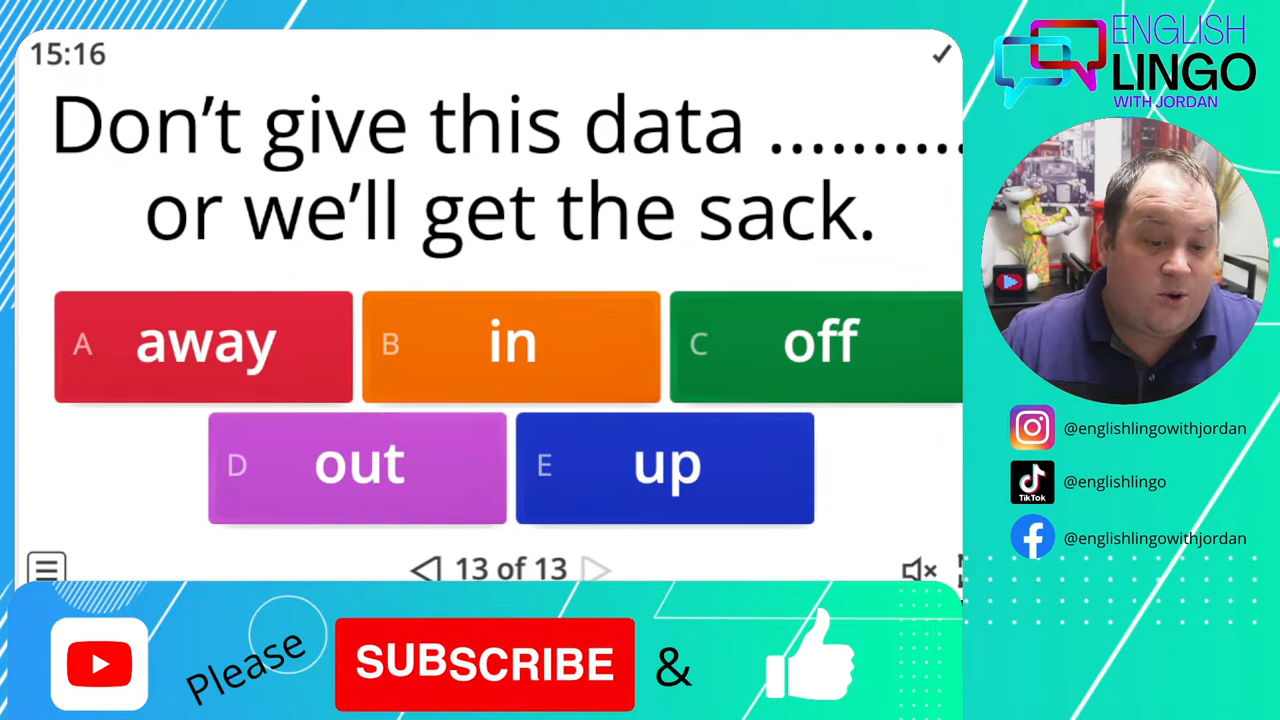 15:16
Don’t give this data ..........
or we’ll get the sack.
A away
B in
C off
D out
E up
13 of 13
Please
SUBSCRIBE
&
ENGLISH
LINGO
WITH JORDAN
@englishlingowithjordan
TikTok
@englishlingo
@englishlingowithjordan